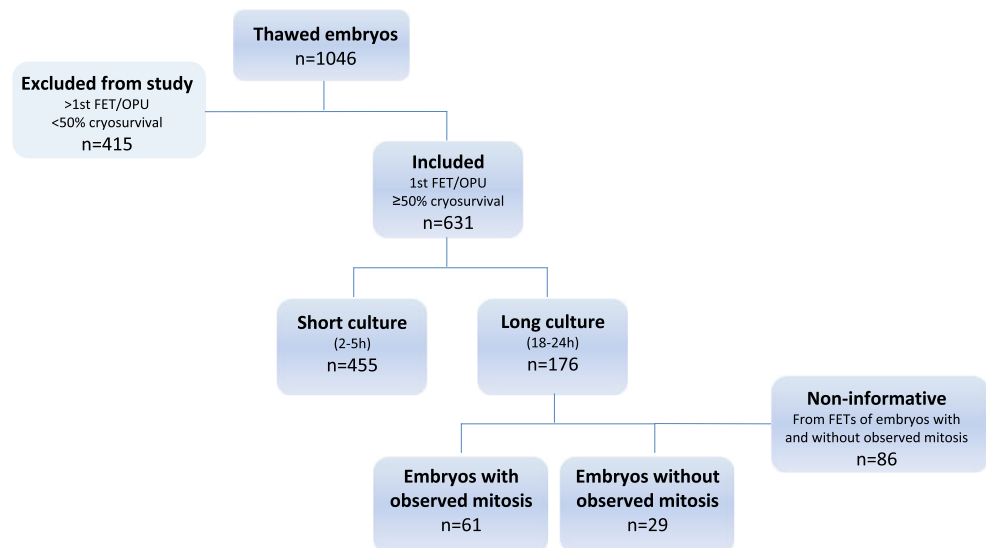 Thawed embryos
n=1046
Excluded from study
>1st FET/OPU
<50% cryosurvival
n=415
Included
1st FET/OPU
≥50% cryosurvival
n=631
Short culture
(2-5h)
n=455
Long culture
(18-24h)
n=176
Non-informative
From FETs of embryos with
and without observed mitosis
n=86
Embryos with
observed mitosis
n=61
Embryos without
observed mitosis
n=29